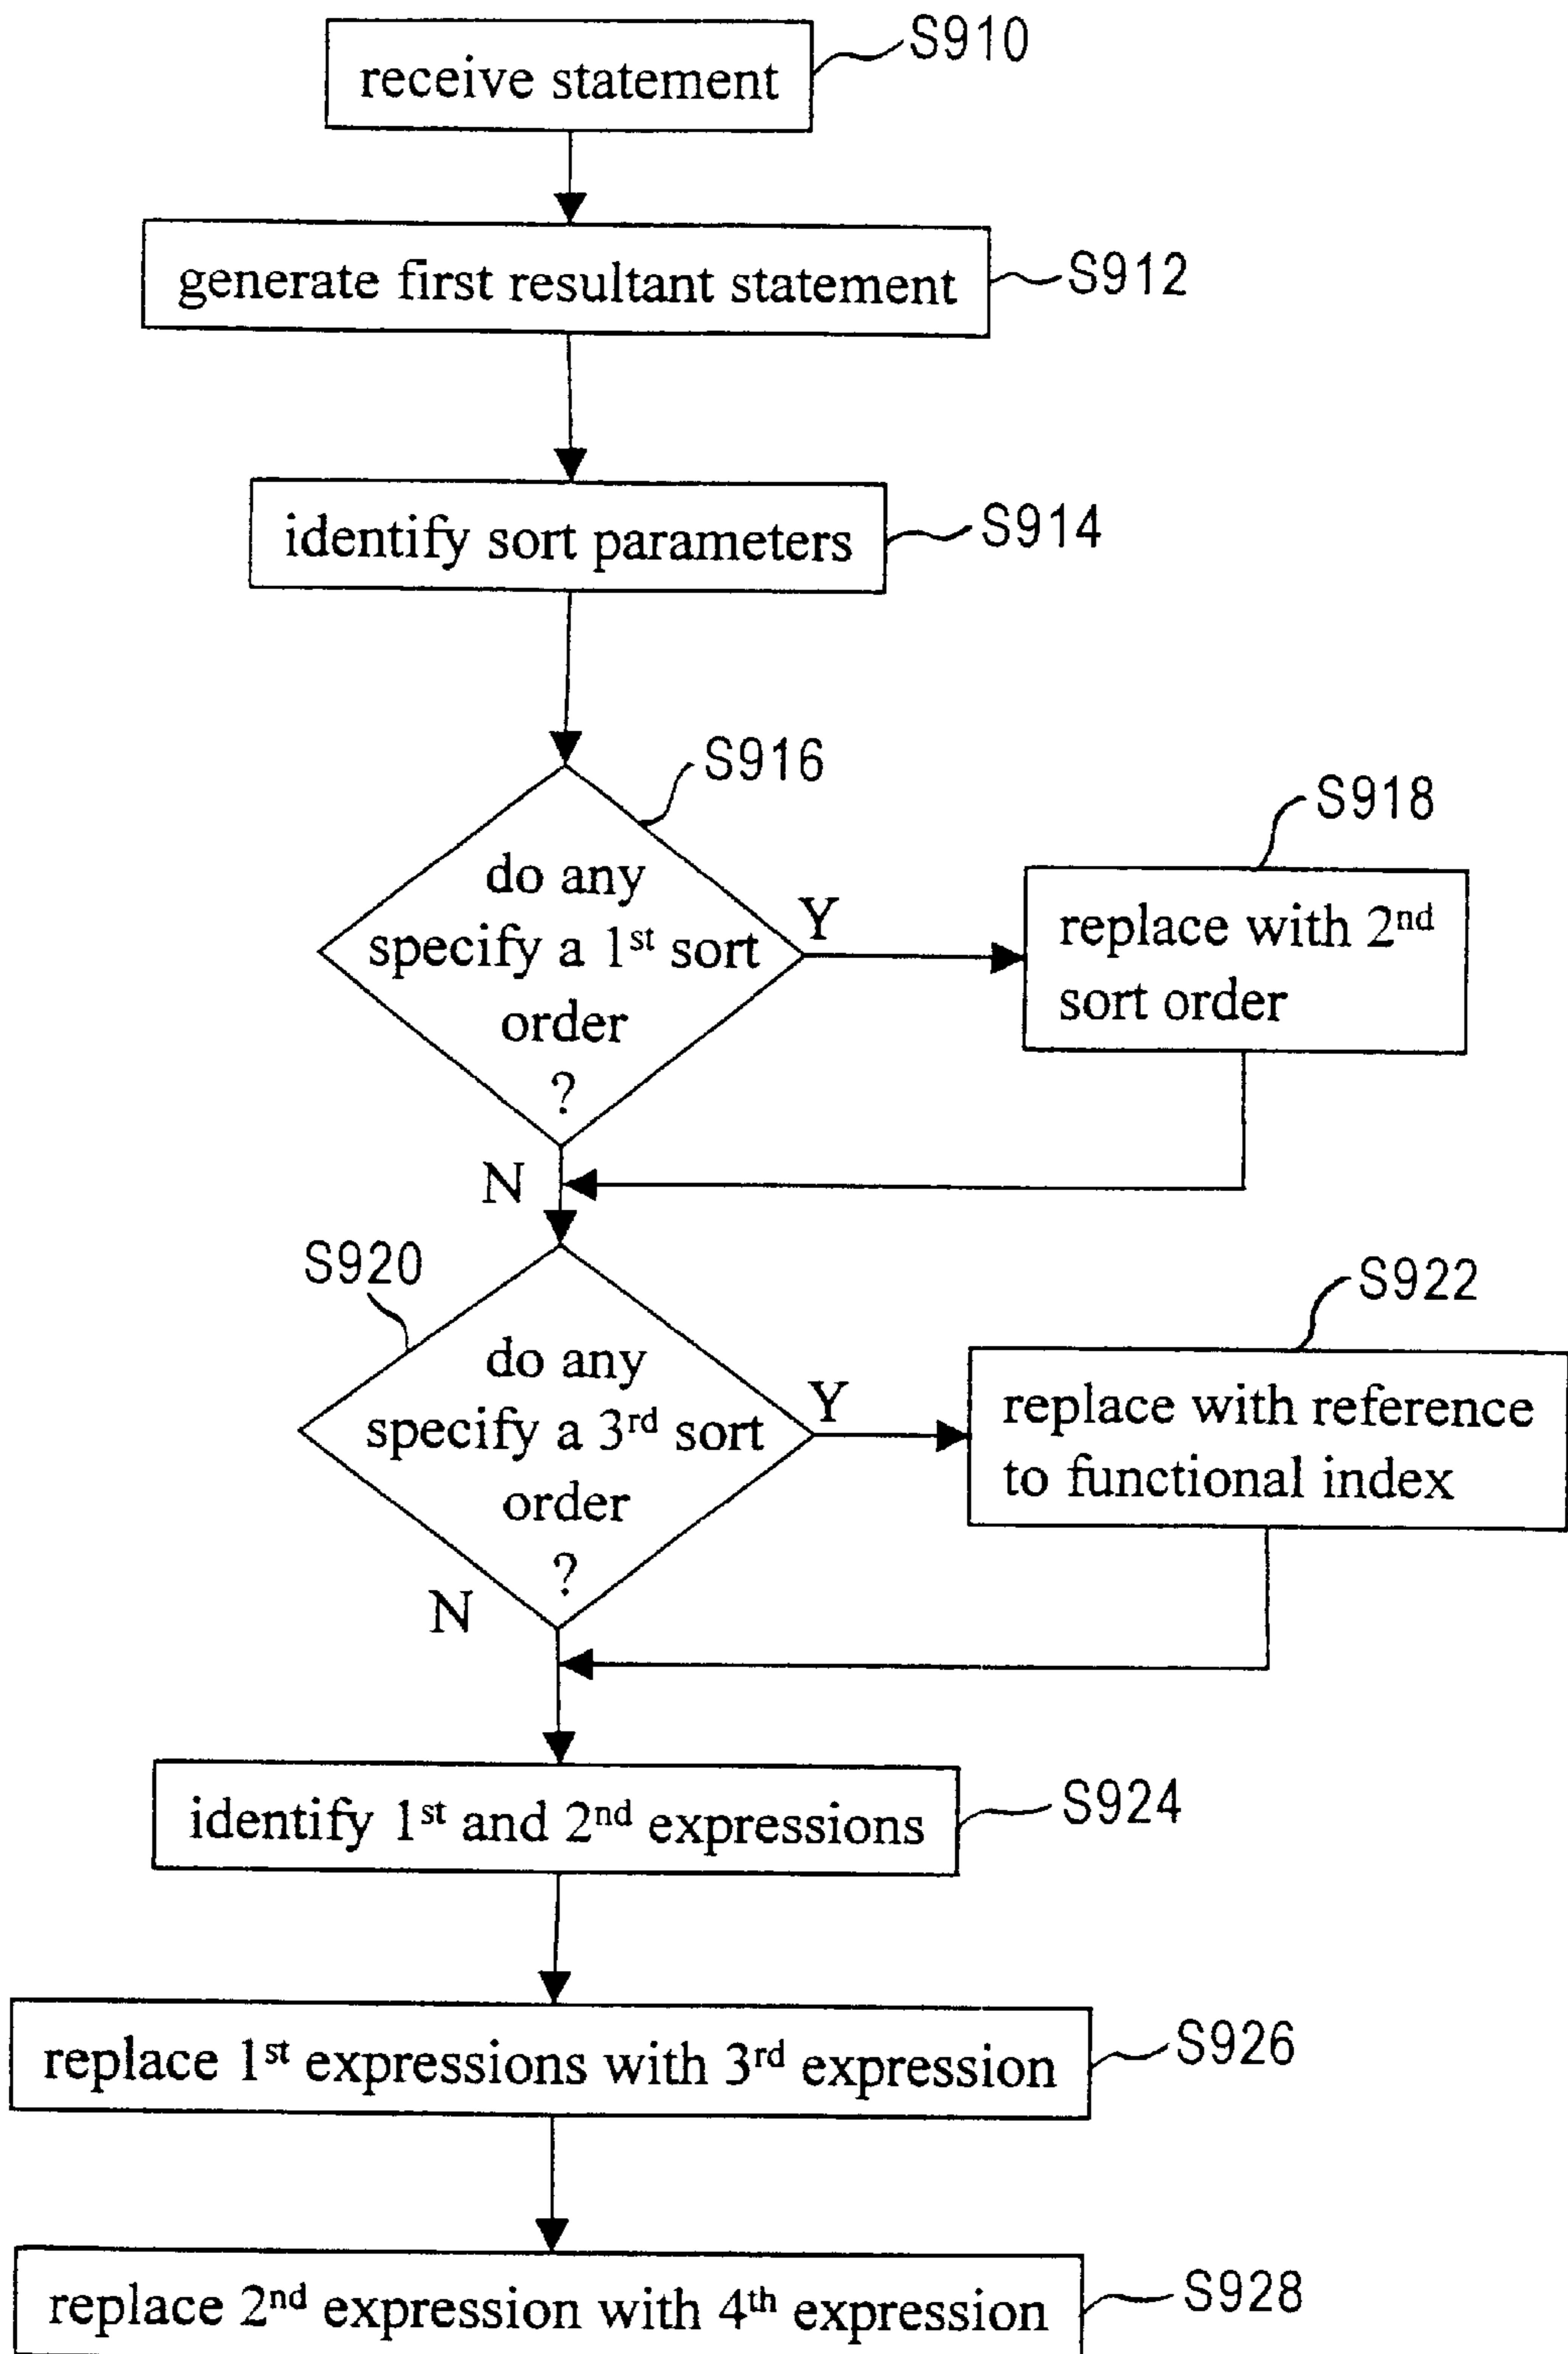 receive statement
S910
generate first resultant statement
S912
identify sort parameters
S914
S916
do any
specify a 1st sort
order
?
Y
N
S918
replace with 2nd
sort order
S920
do any
specify a 3rd sort
order
?
Y
N
S922
replace with reference
to functional index
identify 1st and 2nd expressions
S924
replace 1st expressions with 3rd expression
S926
replace 2nd expression with 4th expression
S928